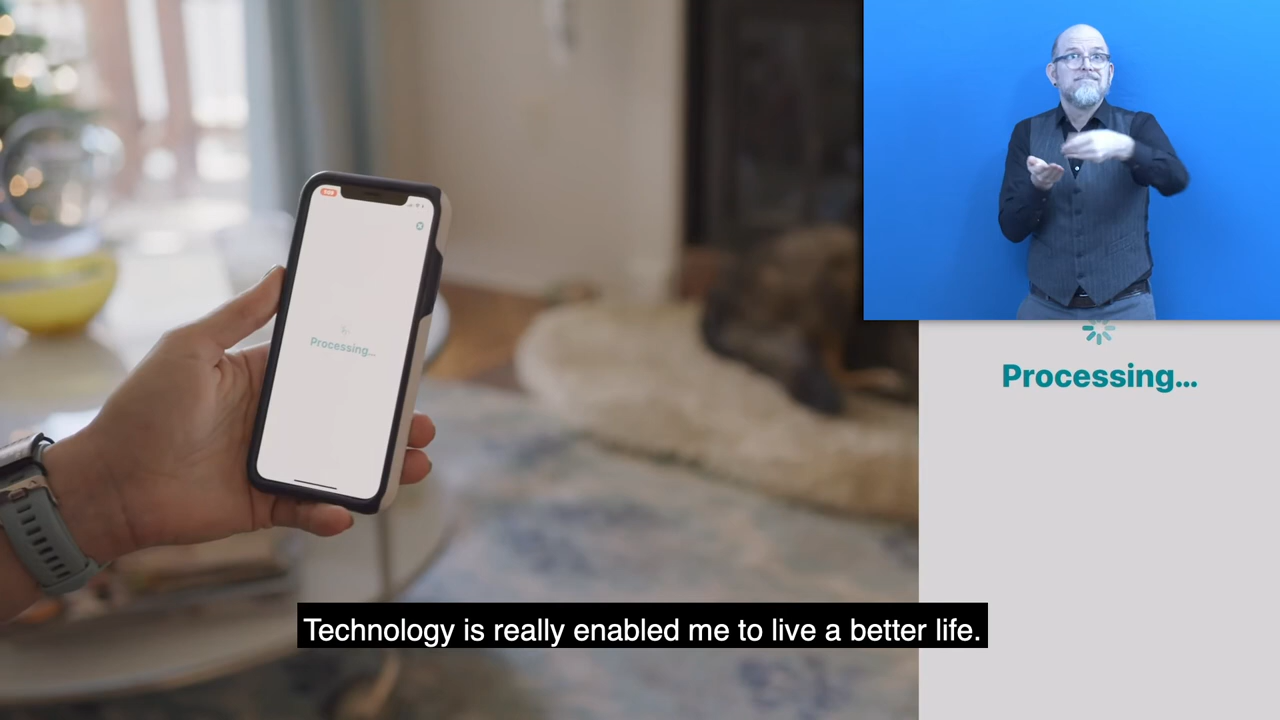 Processing...
Processing...
Technology is really enabled me to live a better life.